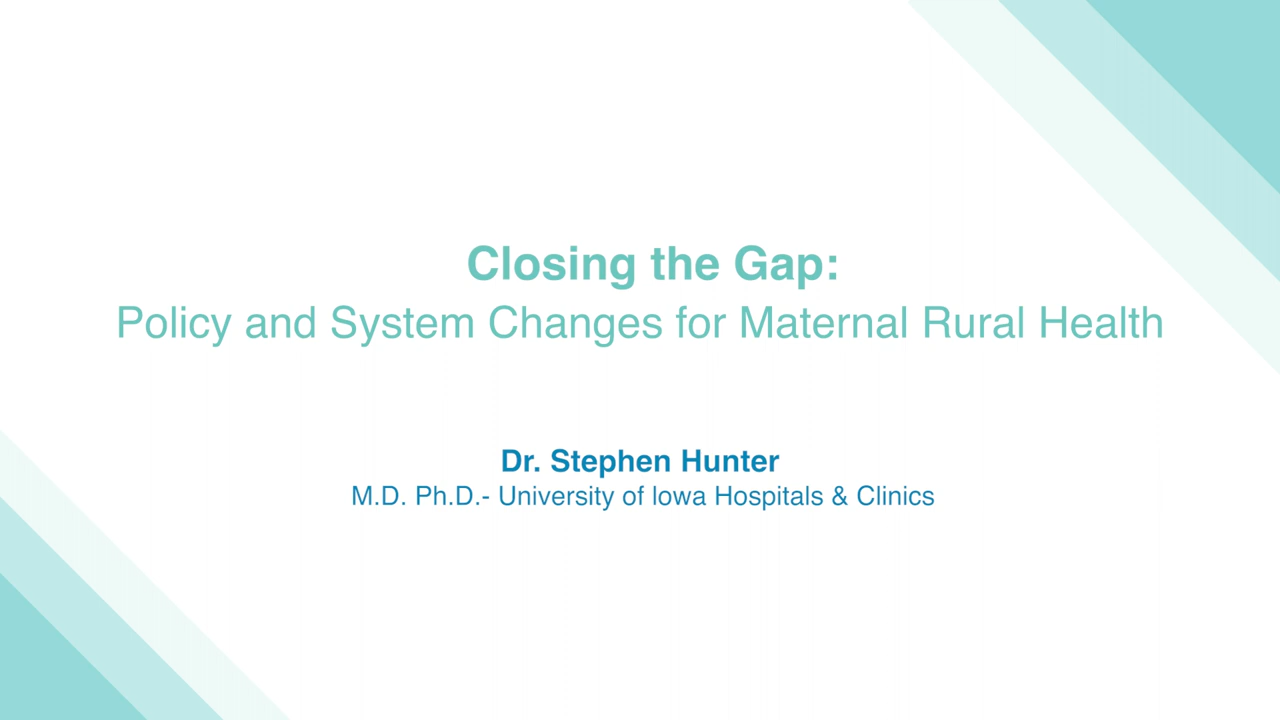 Closing the Gap:
Policy and System Changes for Maternal Rural Health
Dr. Stephen Hunter
M.D. Ph.D.- University of Iowa Hospitals & Clinics